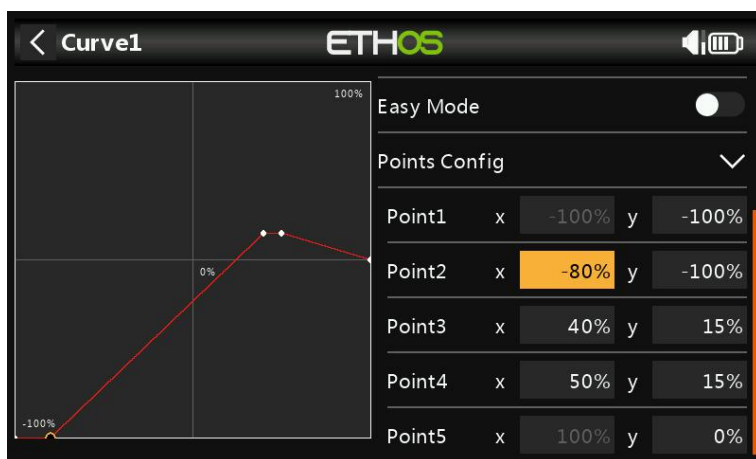 Curve1
ETHOS
100%
0%
-100%
Easy Mode
Points Config
Point1 x -100% y -100%
Point2 x -80% y -100%
Point3 x 40% y 15%
Point4 x 50% y 15%
Point5 x 100% y 0%